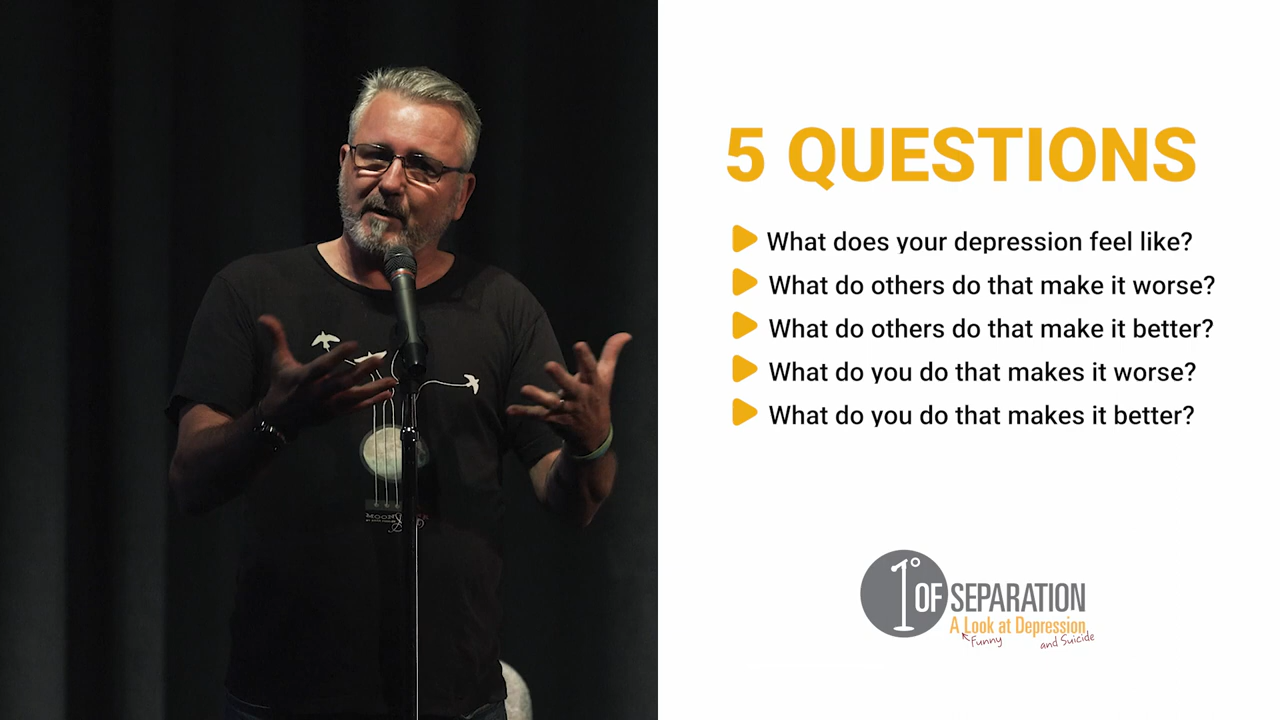 5 QUESTIONS
What does your depression feel like?
What do others do that make it worse?
What do others do that make it better?
What do you do that makes it worse?
What do you do that makes it better?
1° OF SEPARATION
A Look at Depression,
Funny
and Suicide